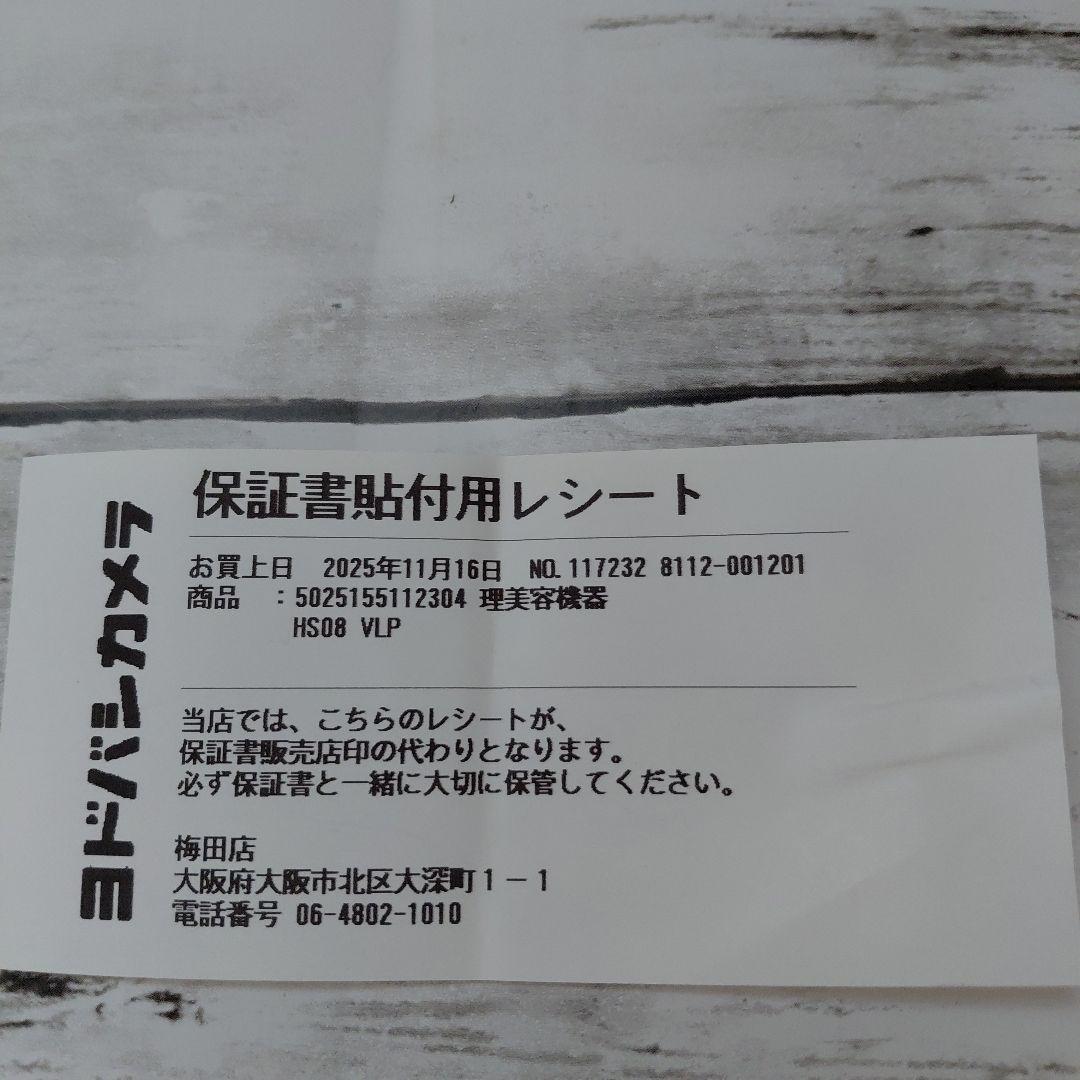 ヨドバシカメラ
保証書貼付用レシート
お買上日 2025年11月16日 NO.117232 8112-001201
商品 :5025155112304 理美容機器
HS08 VLP
当店では、こちらのレシートが、
保証書販売店印の代わりとなります。
必ず保証書と一緒に大切に保管してください。
梅田店
大阪府大阪市北区大深町1-1
電話番号 06-4802-1010